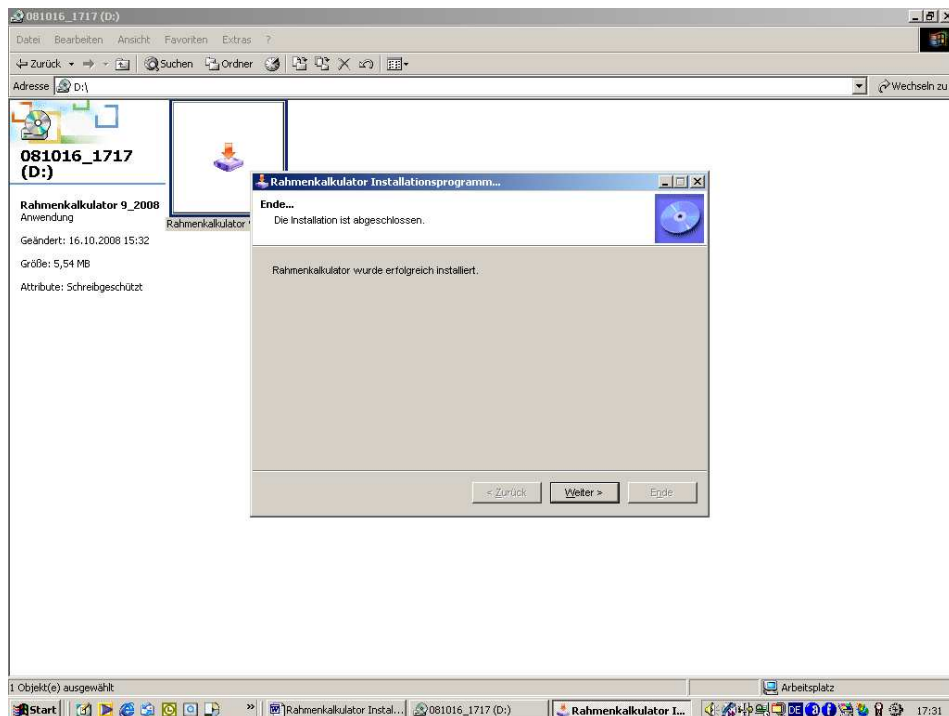 081016_1717 (D:)
Datei Bearbeiten Ansicht Favoriten Extras ?
Zurück Suchen Ordner
Adresse D:\ Wechseln zu
081016_1717
(D:)
Rahmenkalkulator 9_2008
Anwendung
Geändert: 16.10.2008 15:32
Größe: 5,54 MB
Attribute: Schreibgeschützt
Rahmenkalkulator
Rahmenkalkulator Installationsprogramm...
Ende...
Die Installation ist abgeschlossen.
Rahmenkalkulator wurde erfolgreich installiert.
< Zurück Weiter > Ende
1 Objekt(e) ausgewählt Arbeitsplatz
Start » Rahmenkalkulator Instal... 081016_1717 (D:) Rahmenkalkulator I... DE 17:31